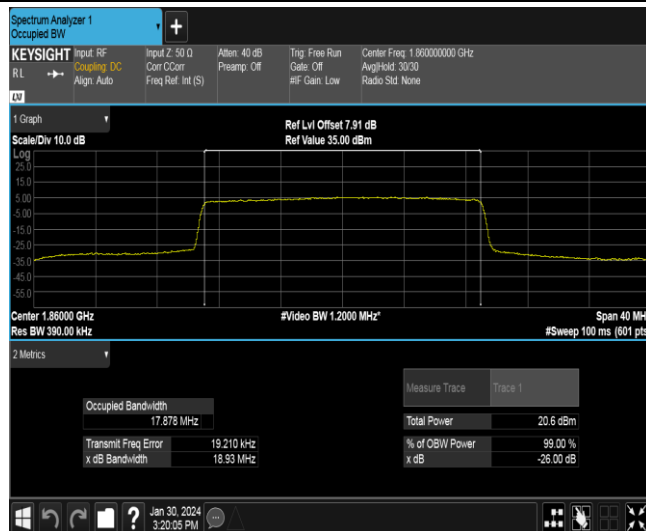 Spectrum Analyzer 1
Occupied BW
+
KEYSIGHT Input: RF Input Z: 50 Ω Atten: 40 dB Trig: Free Run Center Freq: 1.860000000 GHz
RL Coupling: DC Corr CCorr Preamp: Off Gate: Off Avg|Hold: 30/30
Align: Auto Freq Ref: Int (S) #IF Gain: Low Radio Std: None
1 Graph
Ref Lvl Offset 7.91 dB
Scale/Div 10.0 dB Ref Value 35.00 dBm
Log
25.0
15.0
5.00
-5.00
-15.0
-25.0
-35.0
-45.0
-55.0
Center 1.86000 GHz #Video BW 1.2000 MHz* Span 40 MH
Res BW 390.00 kHz #Sweep 100 ms (601 pts
2 Metrics
Measure Trace Trace 1
Occupied Bandwidth
17.878 MHz Total Power 20.6 dBm
Transmit Freq Error 19.210 kHz % of OBW Power 99.00 %
x dB Bandwidth 18.93 MHz x dB -26.00 dB
? Jan 30, 2024
3:20:05 PM